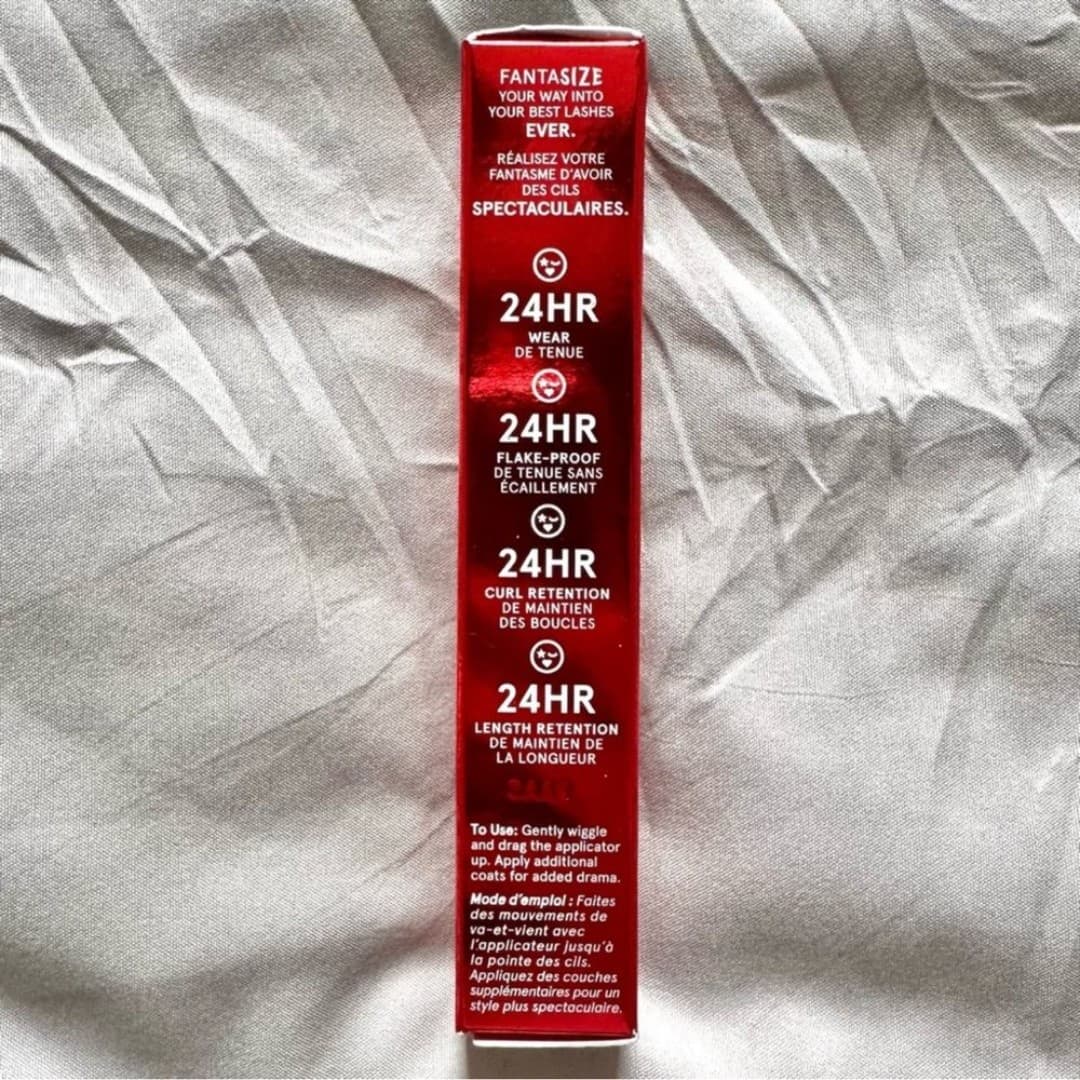 FANTASIZE
YOUR WAY INTO
YOUR BEST LASHES
EVER.
RÉALISEZ VOTRE
FANTASME D'AVOIR
DES CILS
SPECTACULAIRES.
24HR
WEAR
DE TENUE
24HR
FLAKE-PROOF
DE TENUE SANS
ÉCAILLEMENT
24HR
CURL RETENTION
DE MAINTIEN
DES BOUCLES
24HR
LENGTH RETENTION
DE MAINTIEN DE
LA LONGUEUR
To Use: Gently wiggle
and drag the applicator
up. Apply additional
coats for added drama.
Mode d'emploi : Faites
des mouvements de
va-et-vient avec
l'applicateur jusqu'à
la pointe des cils.
Appliquez des couches
supplémentaires pour un
style plus spectaculaire.